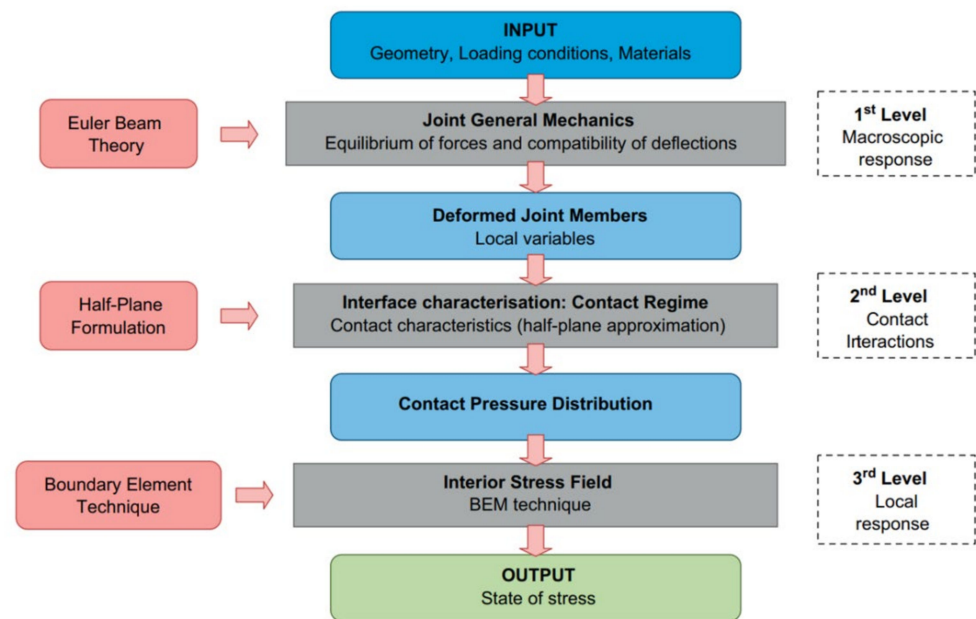 INPUT
Geometry, Loading conditions, Materials
Euler Beam
Theory
Joint General Mechanics
Equilibrium of forces and compatibility of deflections
1st Level
Macroscopic
response
Deformed Joint Members
Local variables
Half-Plane
Formulation
Interface characterisation: Contact Regime
Contact characteristics (half-plane approximation)
2nd Level
Contact
Interactions
Contact Pressure Distribution
Boundary Element
Technique
Interior Stress Field
BEM technique
3rd Level
Local
response
OUTPUT
State of stress